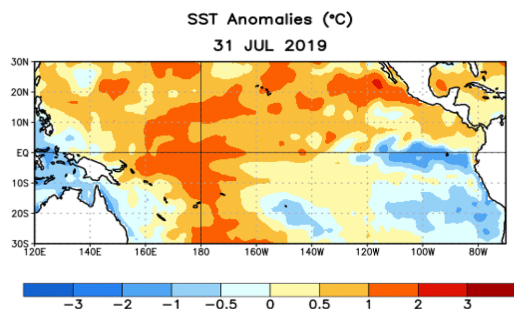 SST Anomalies (°C)
31 JUL 2019
30N
20N
10N
EQ
10S
20S
30S
120E 140E 160E 180 160W 140W 120W 100W 80W
-3 -2 -1 -0.5 0 0.5 1 2 3